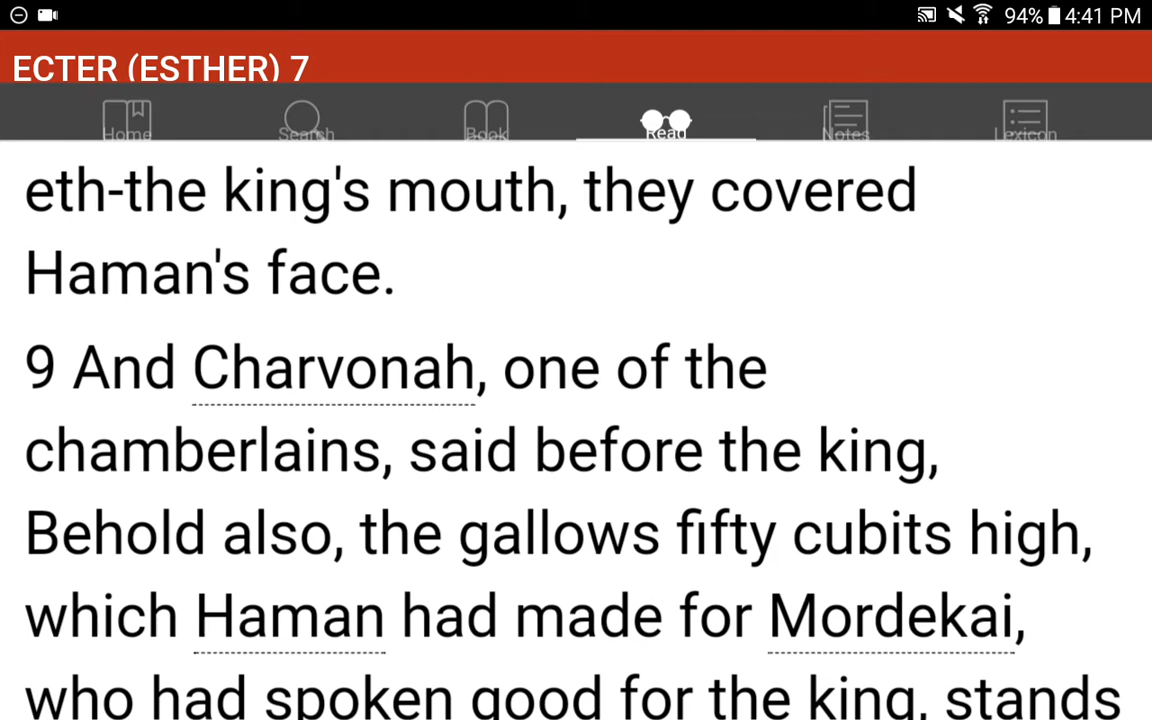 94% 4:41 PM
ECTER (ESTHER) 7
Home Search Book Read Notes Lexicon
eth-the king's mouth, they covered
Haman's face.
9 And Charvonah, one of the
chamberlains, said before the king,
Behold also, the gallows fifty cubits high,
which Haman had made for Mordekai,
who had spoken good for the king, stands